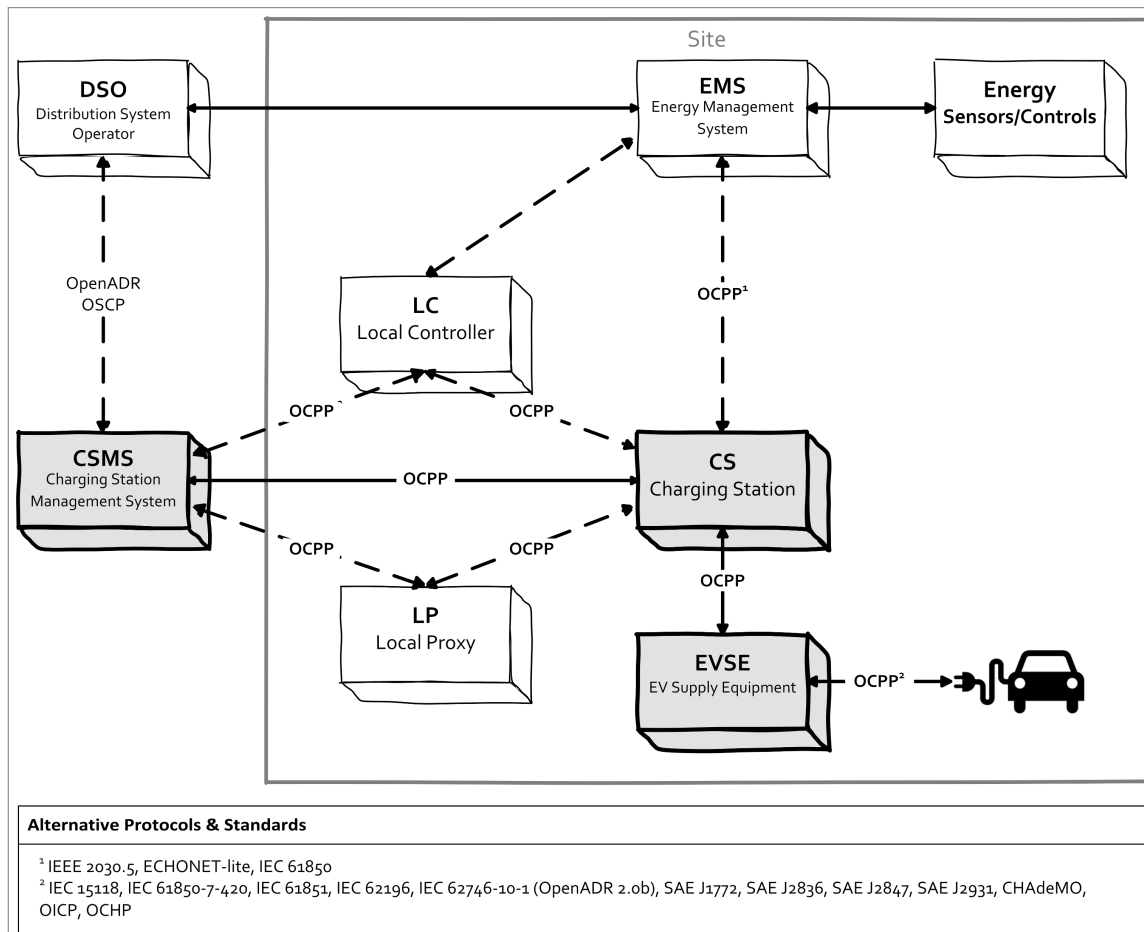 Site
DSO
Distribution System
Operator
EMS
Energy Management
System
Energy
Sensors/Controls
OpenADR
OSCP
OCPP¹
LC
Local Controller
OCPP
OCPP
CSMS
Charging Station
Management System
OCPP
CS
Charging Station
OCPP
OCPP
LP
Local Proxy
OCPP
EVSE
EV Supply Equipment
OCPP²
Alternative Protocols & Standards
¹ IEEE 2030.5, ECHONET-lite, IEC 61850
² IEC 15118, IEC 61850-7-420, IEC 61851, IEC 62196, IEC 62746-10-1 (OpenADR 2.0b), SAE J1772, SAE J2836, SAE J2847, SAE J2931, CHAdeMO,
OICP, OCHP